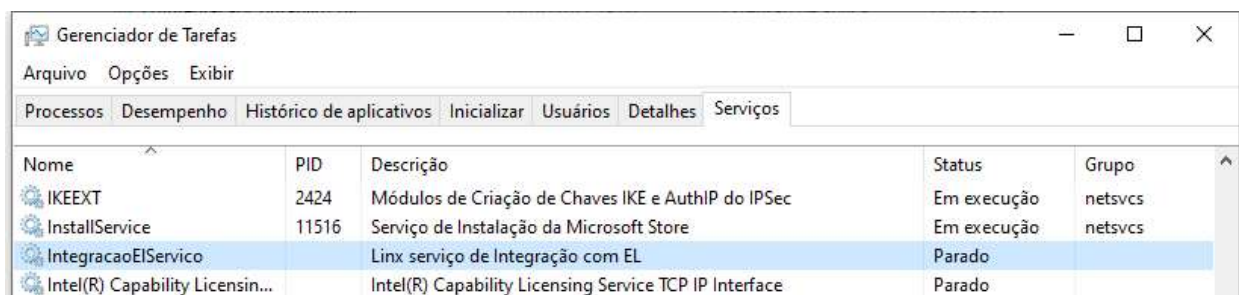 Gerenciador de Tarefas
Arquivo Opções Exibir
Processos Desempenho Histórico de aplicativos Inicializar Usuários Detalhes Serviços
Nome PID Descrição Status Grupo
IKEEXT 2424 Módulos de Criação de Chaves IKE e AuthIP do IPSec Em execução netsvcs
InstallService 11516 Serviço de Instalação da Microsoft Store Em execução netsvcs
IntegracaoElServico Linx serviço de Integração com EL Parado
Intel(R) Capability Licensin... Intel(R) Capability Licensing Service TCP IP Interface Parado